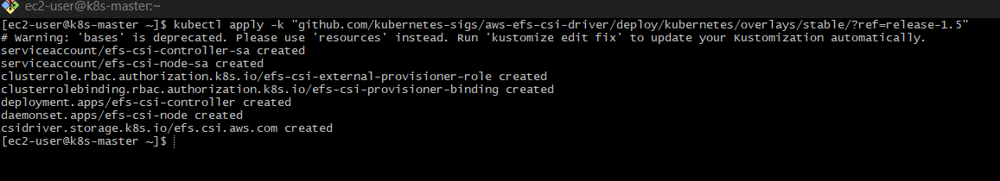 ec2-user@k8s-master:~
[ec2-user@k8s-master ~]$ kubectl apply -k "github.com/kubernetes-sigs/aws-efs-csi-driver/deploy/kubernetes/overlays/stable/?ref=release-1.5"
# Warning: 'bases' is deprecated. Please use 'resources' instead. Run 'kustomize edit fix' to update your Kustomization automatically.
serviceaccount/efs-csi-controller-sa created
serviceaccount/efs-csi-node-sa created
clusterrole.rbac.authorization.k8s.io/efs-csi-external-provisioner-role created
clusterrolebinding.rbac.authorization.k8s.io/efs-csi-provisioner-binding created
deployment.apps/efs-csi-controller created
daemonset.apps/efs-csi-node created
csidriver.storage.k8s.io/efs.csi.aws.com created
[ec2-user@k8s-master ~]$